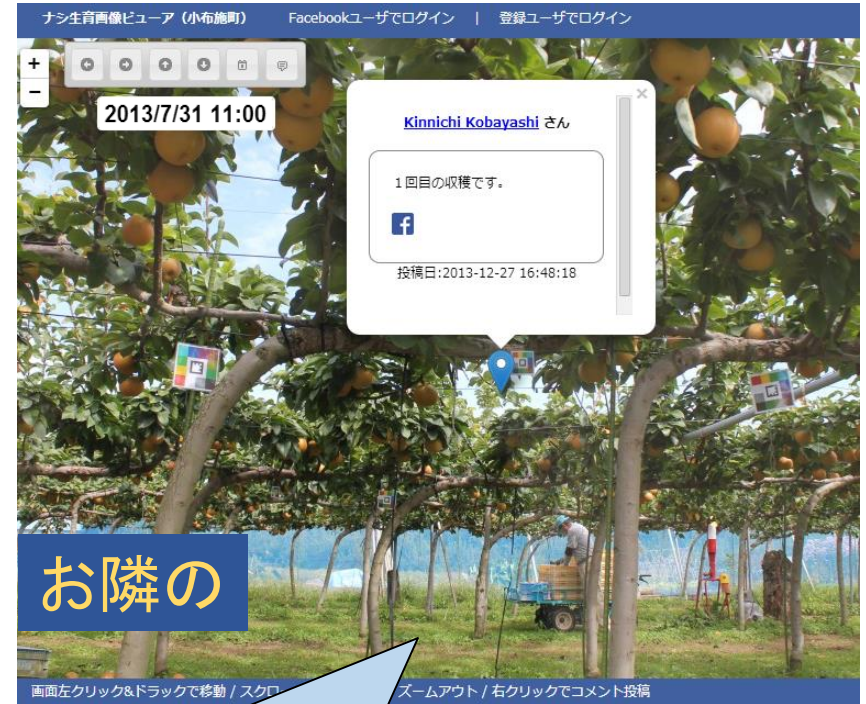 ナシ生育画像ビューア（小布施町） Facebookユーザでログイン | 登録ユーザでログイン
+
−
2013/7/31 11:00
×
Kinnichi Kobayashi さん
1回目の収穫です。
f
投稿日:2013-12-27 16:48:18
お隣の
画面左クリック&ドラックで移動 / スクロー ズームアウト / 右クリックでコメント投稿